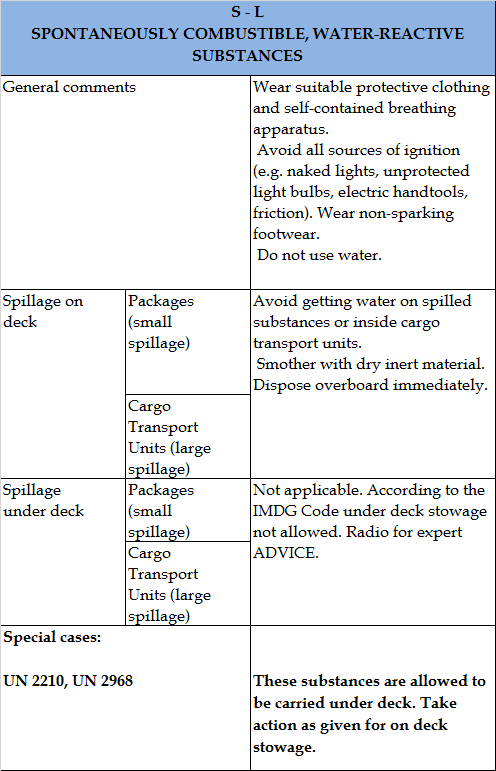 S - L
SPONTANEOUSLY COMBUSTIBLE, WATER-REACTIVE
SUBSTANCES
General comments
Wear suitable protective clothing
and self-contained breathing
apparatus.
Avoid all sources of ignition
(e.g. naked lights, unprotected
light bulbs, electric handtools,
friction). Wear non-sparking
footwear.
Do not use water.
Spillage on
deck
Packages
(small
spillage)
Avoid getting water on spilled
substances or inside cargo
transport units.
Smother with dry inert material.
Dispose overboard immediately.
Cargo
Transport
Units (large
spillage)
Spillage
under deck
Packages
(small
spillage)
Not applicable. According to the
IMDG Code under deck stowage
not allowed. Radio for expert
ADVICE.
Cargo
Transport
Units (large
spillage)
Special cases:
UN 2210, UN 2968
These substances are allowed to
be carried under deck. Take
action as given for on deck
stowage.